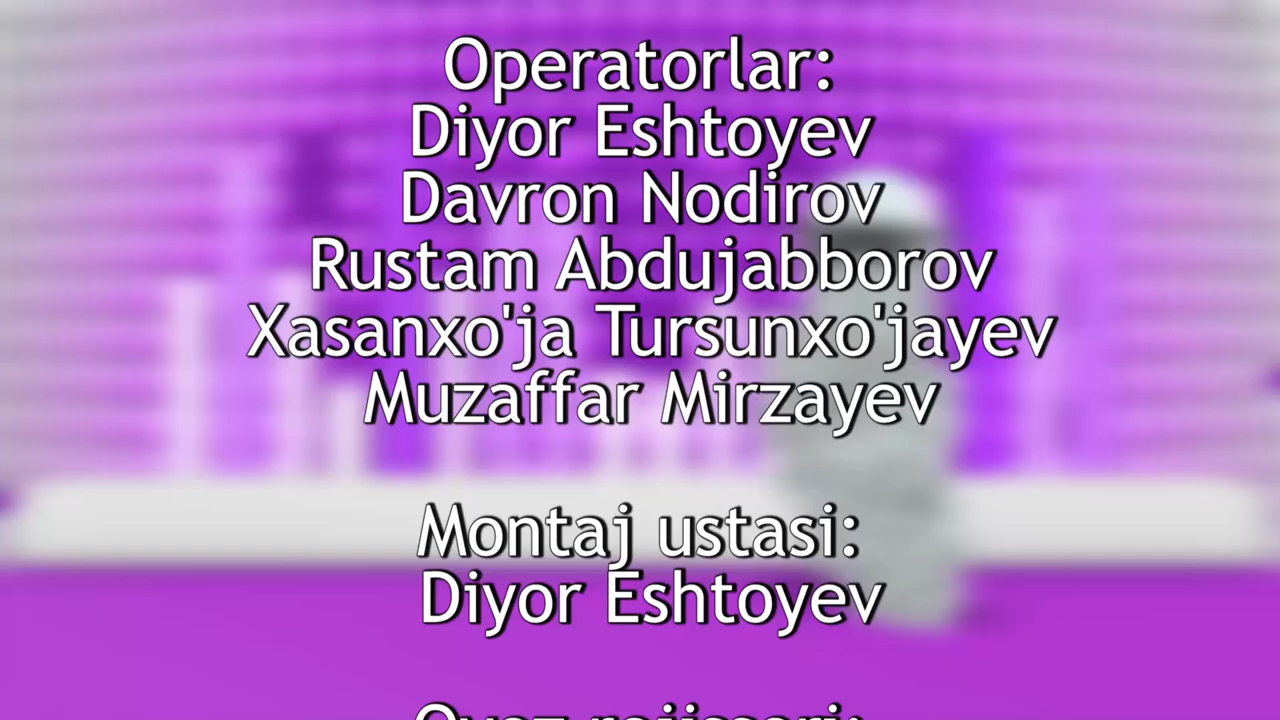 Operatorlar:
Diyor Eshtoyev
Davron Nodirov
Rustam Abdujabborov
Xasanxo'ja Tursunxo'jayev
Muzaffar Mirzayev
Montaj ustasi:
Diyor Eshtoyev